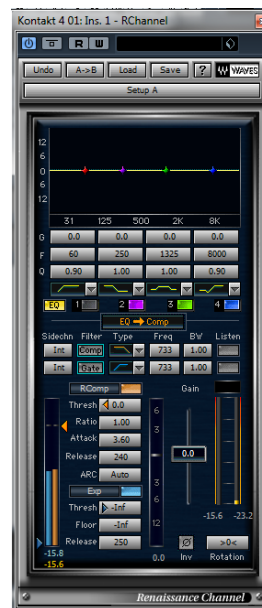 Kontakt 4 01: Ins. 1 - RChannel
R W
Undo A->B Load Save ? WAVES
Setup A
12
6
0
6
12
31 125 500 2K 8K
G 0.0 0.0 0.0 0.0
F 60 250 1325 8000
Q 0.90 1.00 1.00 0.90
EQ 1 2 3 4
EQ → Comp
Sidechn Filter Type Freq BW Listen
Int Comp 733 1.00
Int Gate 733 1.00
RComp Gain
Thresh 0.0
Ratio 1.00
Attack 3.60
Release 240
ARC Auto
Exp
Thresh -Inf
Floor -Inf
Release 250
6
3
3
6
12
0.0
-15.6 -23.2
-15.8
-15.6
0.0 Inv
Ø >0<
Rotation
Renaissance Channel